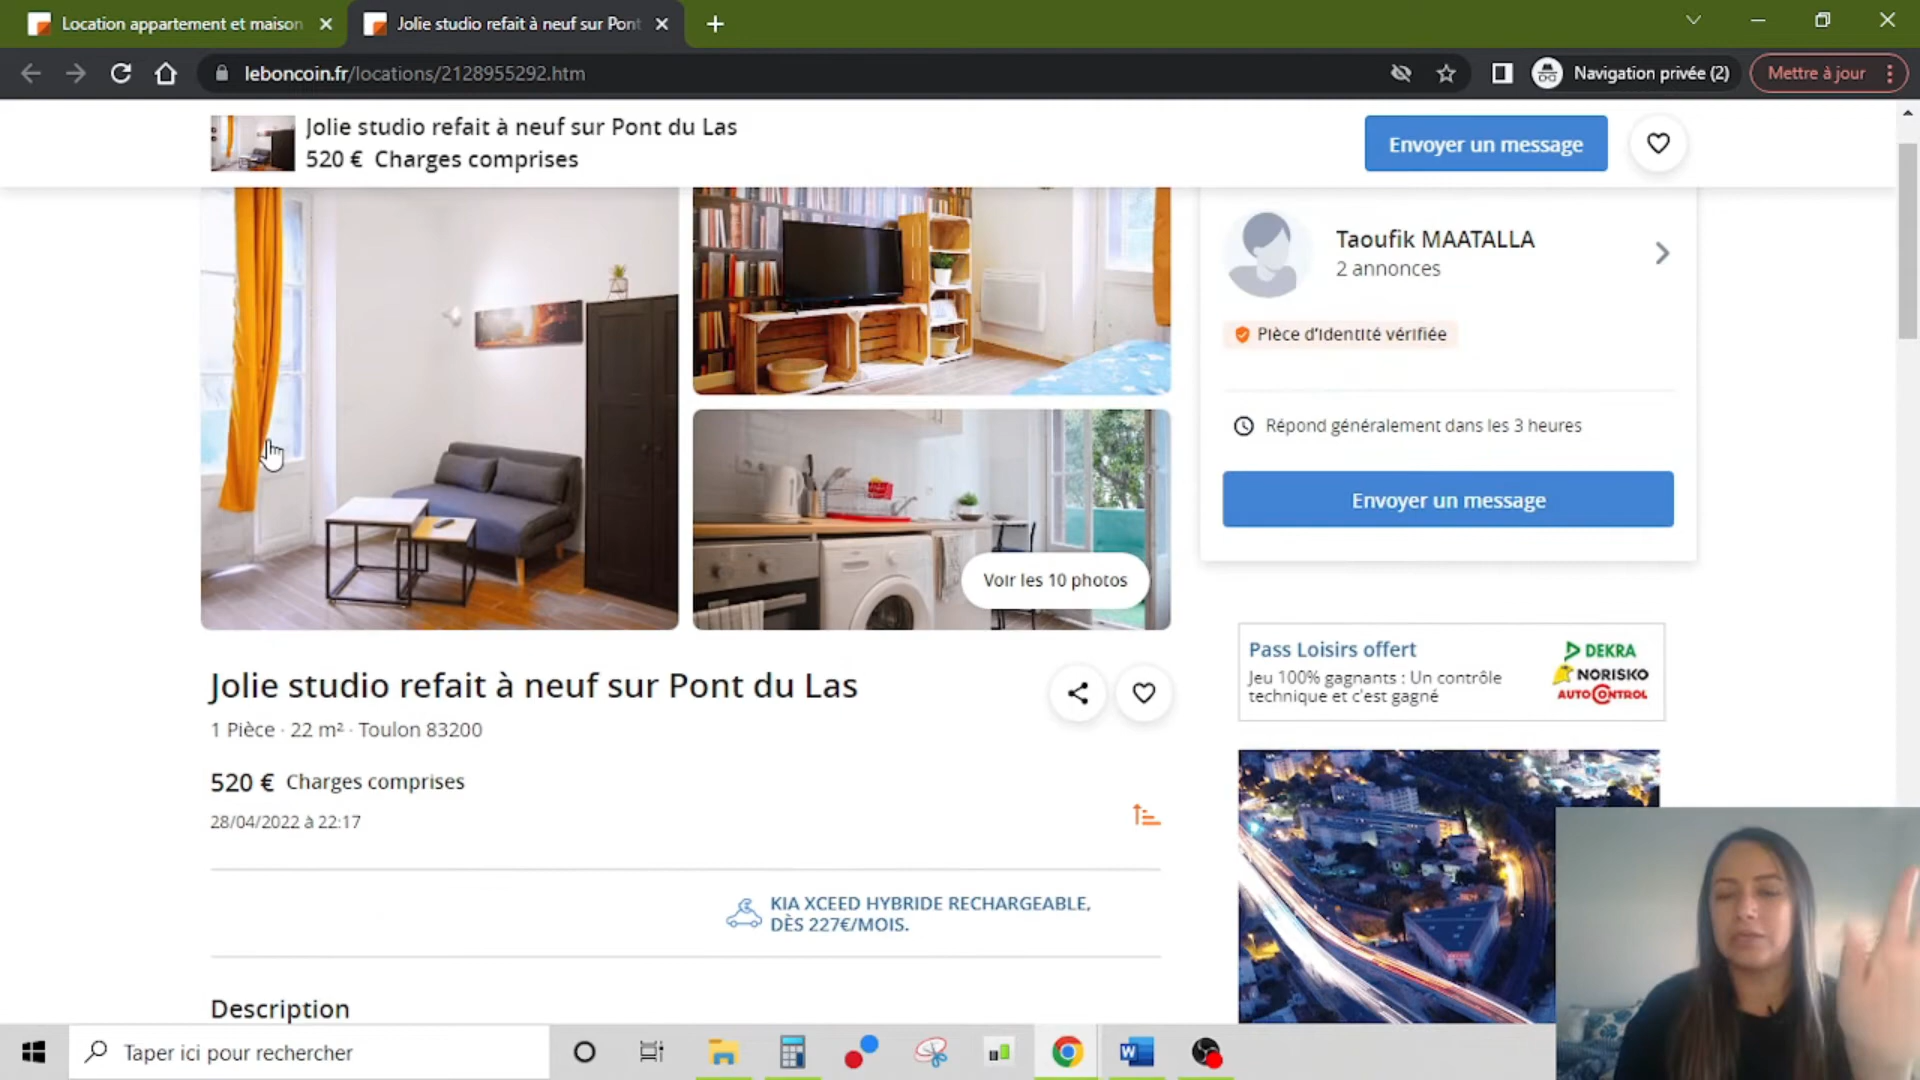 Location appartement et maison
Jolie studio refait à neuf sur Pont
leboncoin.fr/locations/2128955292.htm
Navigation privée (2)
Mettre à jour
Jolie studio refait à neuf sur Pont du Las
520 € Charges comprises
Envoyer un message
Taoufik MAATALLA
2 annonces
Pièce d'identité vérifiée
Répond généralement dans les 3 heures
Envoyer un message
Voir les 10 photos
Pass Loisirs offert
Jeu 100% gagnants : Un contrôle
technique et c'est gagné
DEKRA
NORISKO
AUTOCONTROL
Jolie studio refait à neuf sur Pont du Las
1 Pièce · 22 m² · Toulon 83200
520 € Charges comprises
28/04/2022 à 22:17
KIA XCEED HYBRIDE RECHARGEABLE,
DÈS 227€/MOIS.
Description
Taper ici pour rechercher